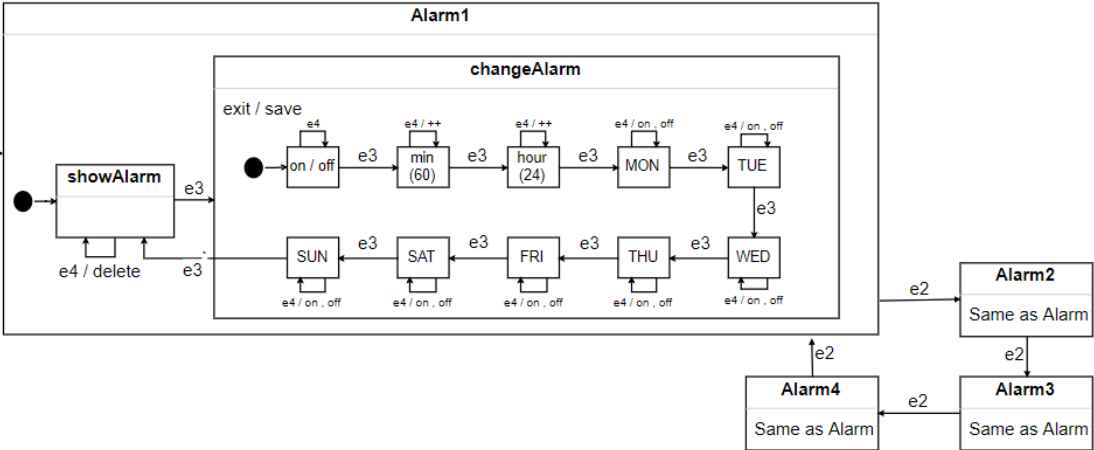 Alarm1
changeAlarm
exit / save
e4
e4 / ++
e4 / ++
e4 / on , off
e4 / on , off
on / off
e3
min
(60)
e3
hour
(24)
e3
MON
e3
TUE
showAlarm
e3
e3
e4 / delete
e3
SUN
e3
SAT
e3
FRI
e3
THU
e3
WED
e4 / on , off
e4 / on , off
e4 / on , off
e4 / on , off
e4 / on , off
e2
Alarm2
Same as Alarm
e2
e2
Alarm4
Same as Alarm
e2
Alarm3
Same as Alarm